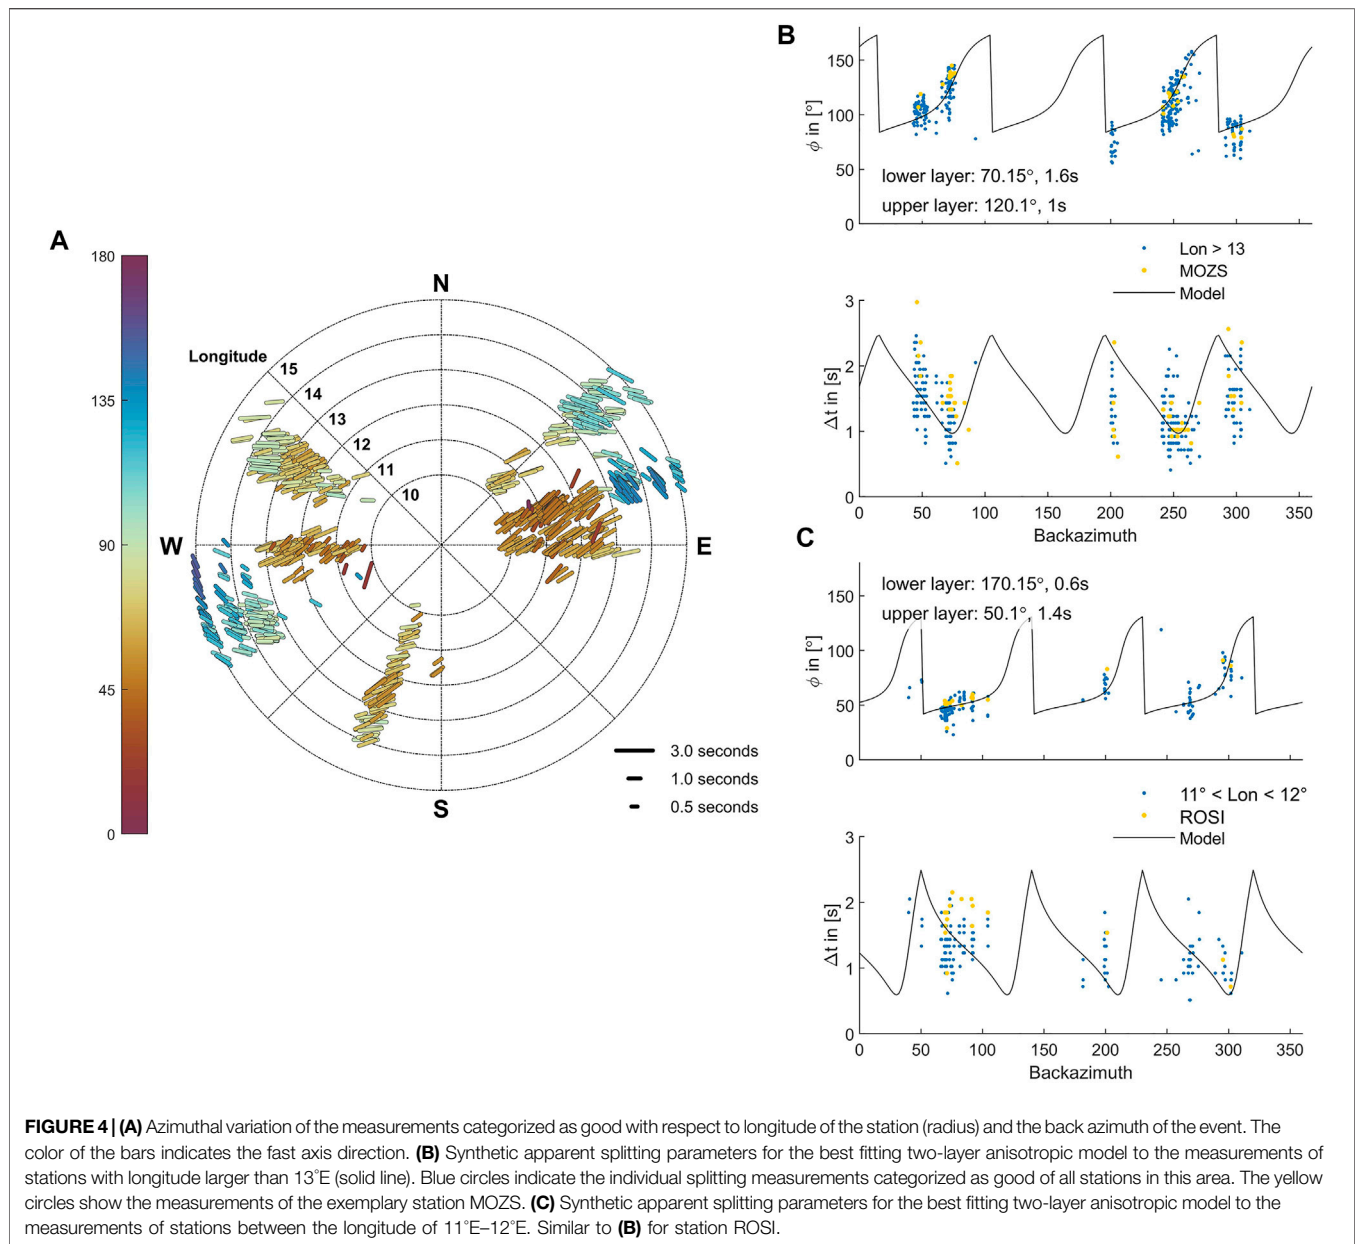 A
180
135
90
45
0
N
Longitude
15
14
13
12
11
10
W
E
S
3.0 seconds
1.0 seconds
0.5 seconds
B
150
100
50
0
ϕ in [°]
lower layer: 70.15°, 1.6s
upper layer: 120.1°, 1s
0 50 100 150 200 250 300 350
Lon > 13
MOZS
Model
3
2
1
0
Δt in [s]
0 50 100 150 200 250 300 350
Backazimuth
C
150
100
50
0
ϕ in [°]
lower layer: 170.15°, 0.6s
upper layer: 50.1°, 1.4s
11° < Lon < 12°
ROSI
Model
3
2
1
0
Δt in [s]
0 50 100 150 200 250 300 350
Backazimuth
FIGURE 4 | (A) Azimuthal variation of the measurements categorized as good with respect to longitude of the station (radius) and the back azimuth of the event. The
color of the bars indicates the fast axis direction. (B) Synthetic apparent splitting parameters for the best fitting two-layer anisotropic model to the measurements of
stations with longitude larger than 13°E (solid line). Blue circles indicate the individual splitting measurements categorized as good of all stations in this area. The yellow
circles show the measurements of the exemplary station MOZS. (C) Synthetic apparent splitting parameters for the best fitting two-layer anisotropic model to the
measurements of stations between the longitude of 11°E–12°E. Similar to (B) for station ROSI.